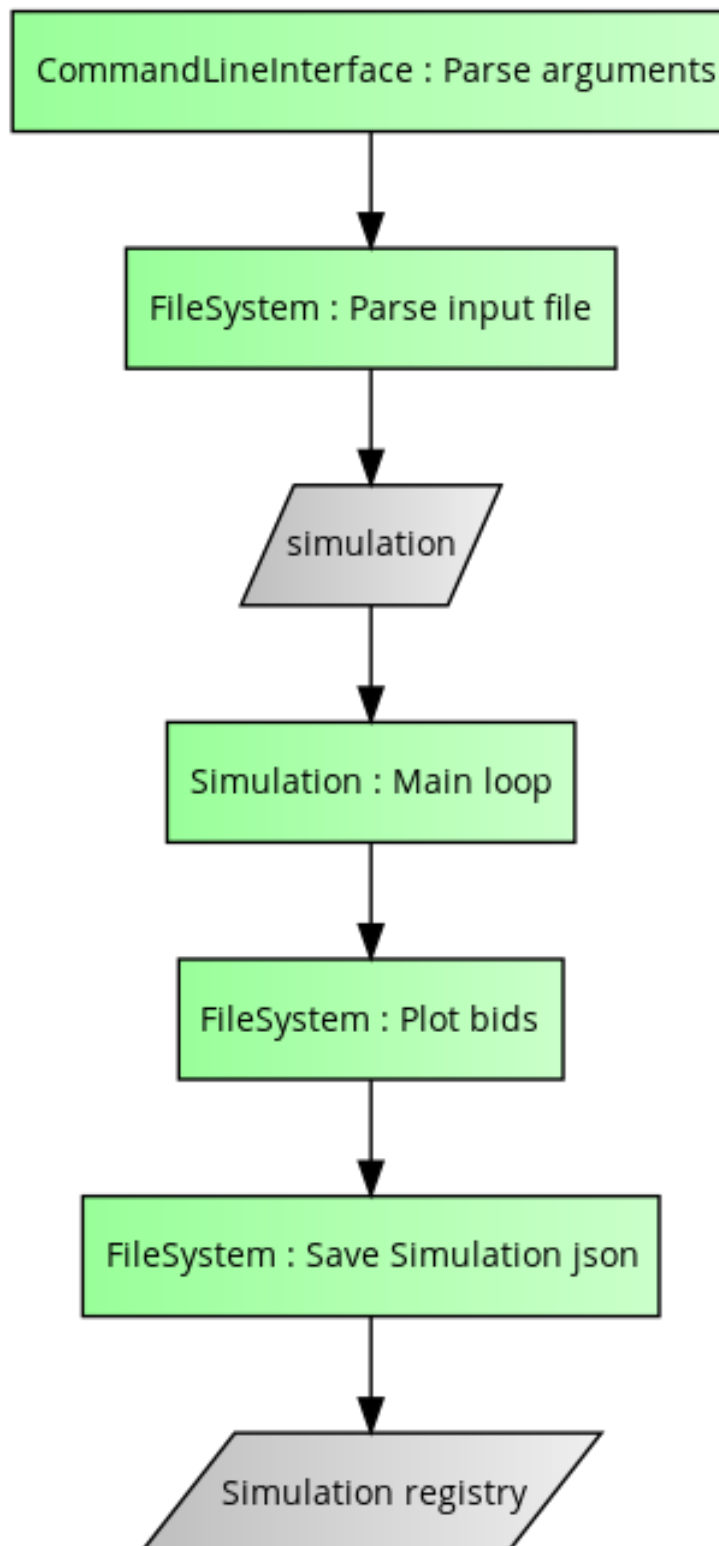 CommandLineInterface : Parse arguments
FileSystem : Parse input file
simulation
Simulation : Main loop
FileSystem : Plot bids
FileSystem : Save Simulation json
Simulation registry